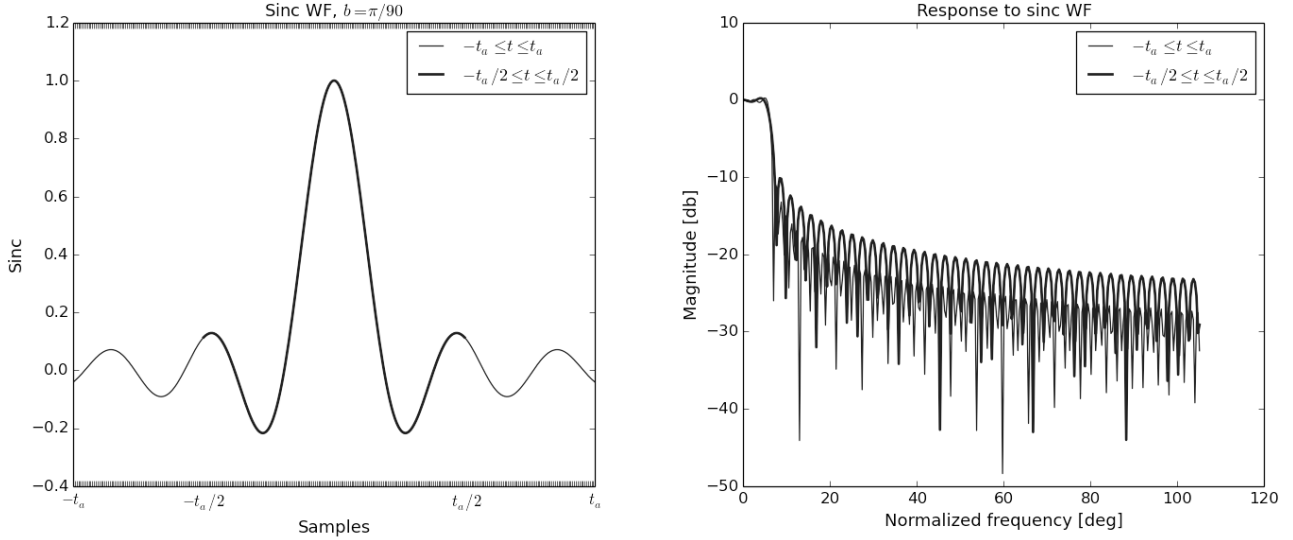 Sinc WF, b = π/90
1.2
1.0
0.8
0.6
0.4
0.2
0.0
−0.2
−0.4
Sinc
−t_a ≤ t ≤ t_a
−t_a/2 ≤ t ≤ t_a/2
−t_a
−t_a/2
t_a/2
t_a
Samples
Response to sinc WF
10
0
−10
−20
−30
−40
−50
Magnitude [db]
−t_a ≤ t ≤ t_a
−t_a/2 ≤ t ≤ t_a/2
0
20
40
60
80
100
120
Normalized frequency [deg]